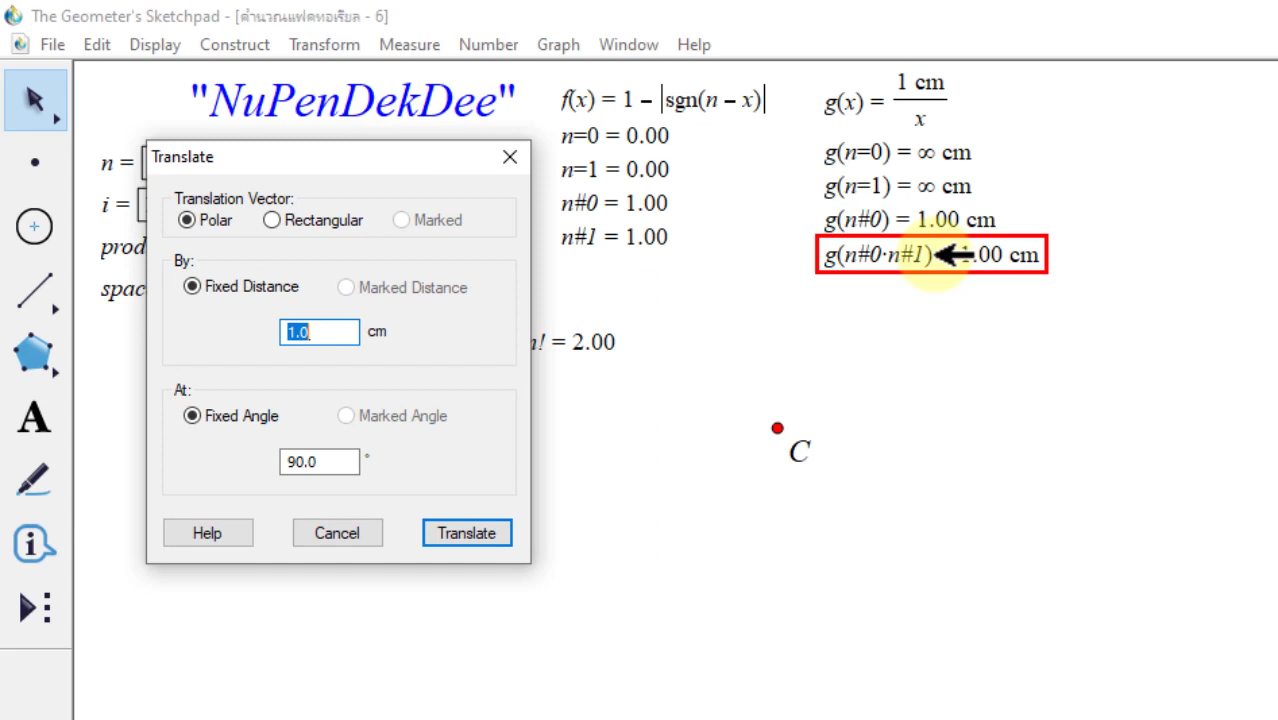 The Geometer's Sketchpad - [คำนวณแฟคทอเรียล - 6]
File Edit Display Construct Transform Measure Number Graph Window Help
"NuPenDekDee"
n =
i =
prod
spac
f(x) = 1 – |sgn(n – x)|
n=0 = 0.00
n=1 = 0.00
n#0 = 1.00
n#1 = 1.00
n! = 2.00
g(x) = 1 cm / x
g(n=0) = ∞ cm
g(n=1) = ∞ cm
g(n#0) = 1.00 cm
g(n#0·n#1) 1.00 cm
C
Translate
Translation Vector:
Polar Rectangular Marked
By:
Fixed Distance Marked Distance
1.0 cm
At:
Fixed Angle Marked Angle
90.0 °
Help Cancel Translate
A
i